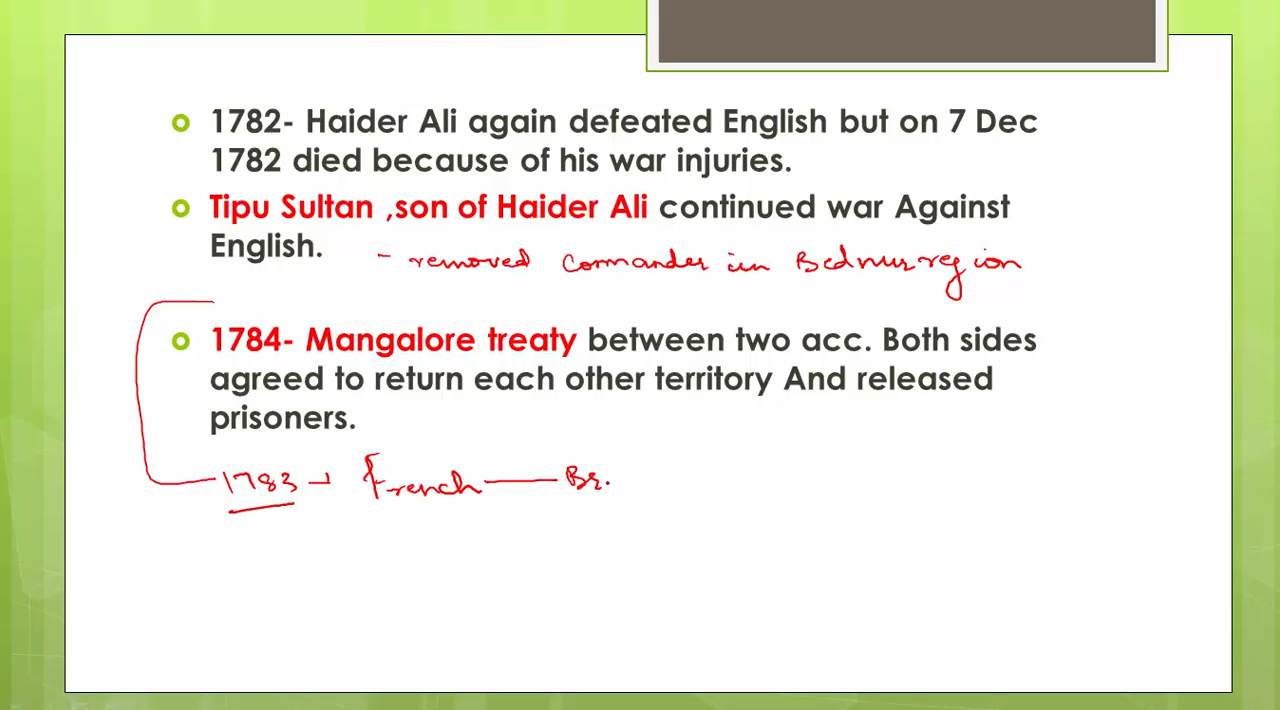 1782- Haider Ali again defeated English but on 7 Dec
1782 died because of his war injuries.
Tipu Sultan ,son of Haider Ali continued war Against
English.
- removed commander in Bednur region
1784- Mangalore treaty between two acc. Both sides
agreed to return each other territory And released
prisoners.
1783 - French — Br.